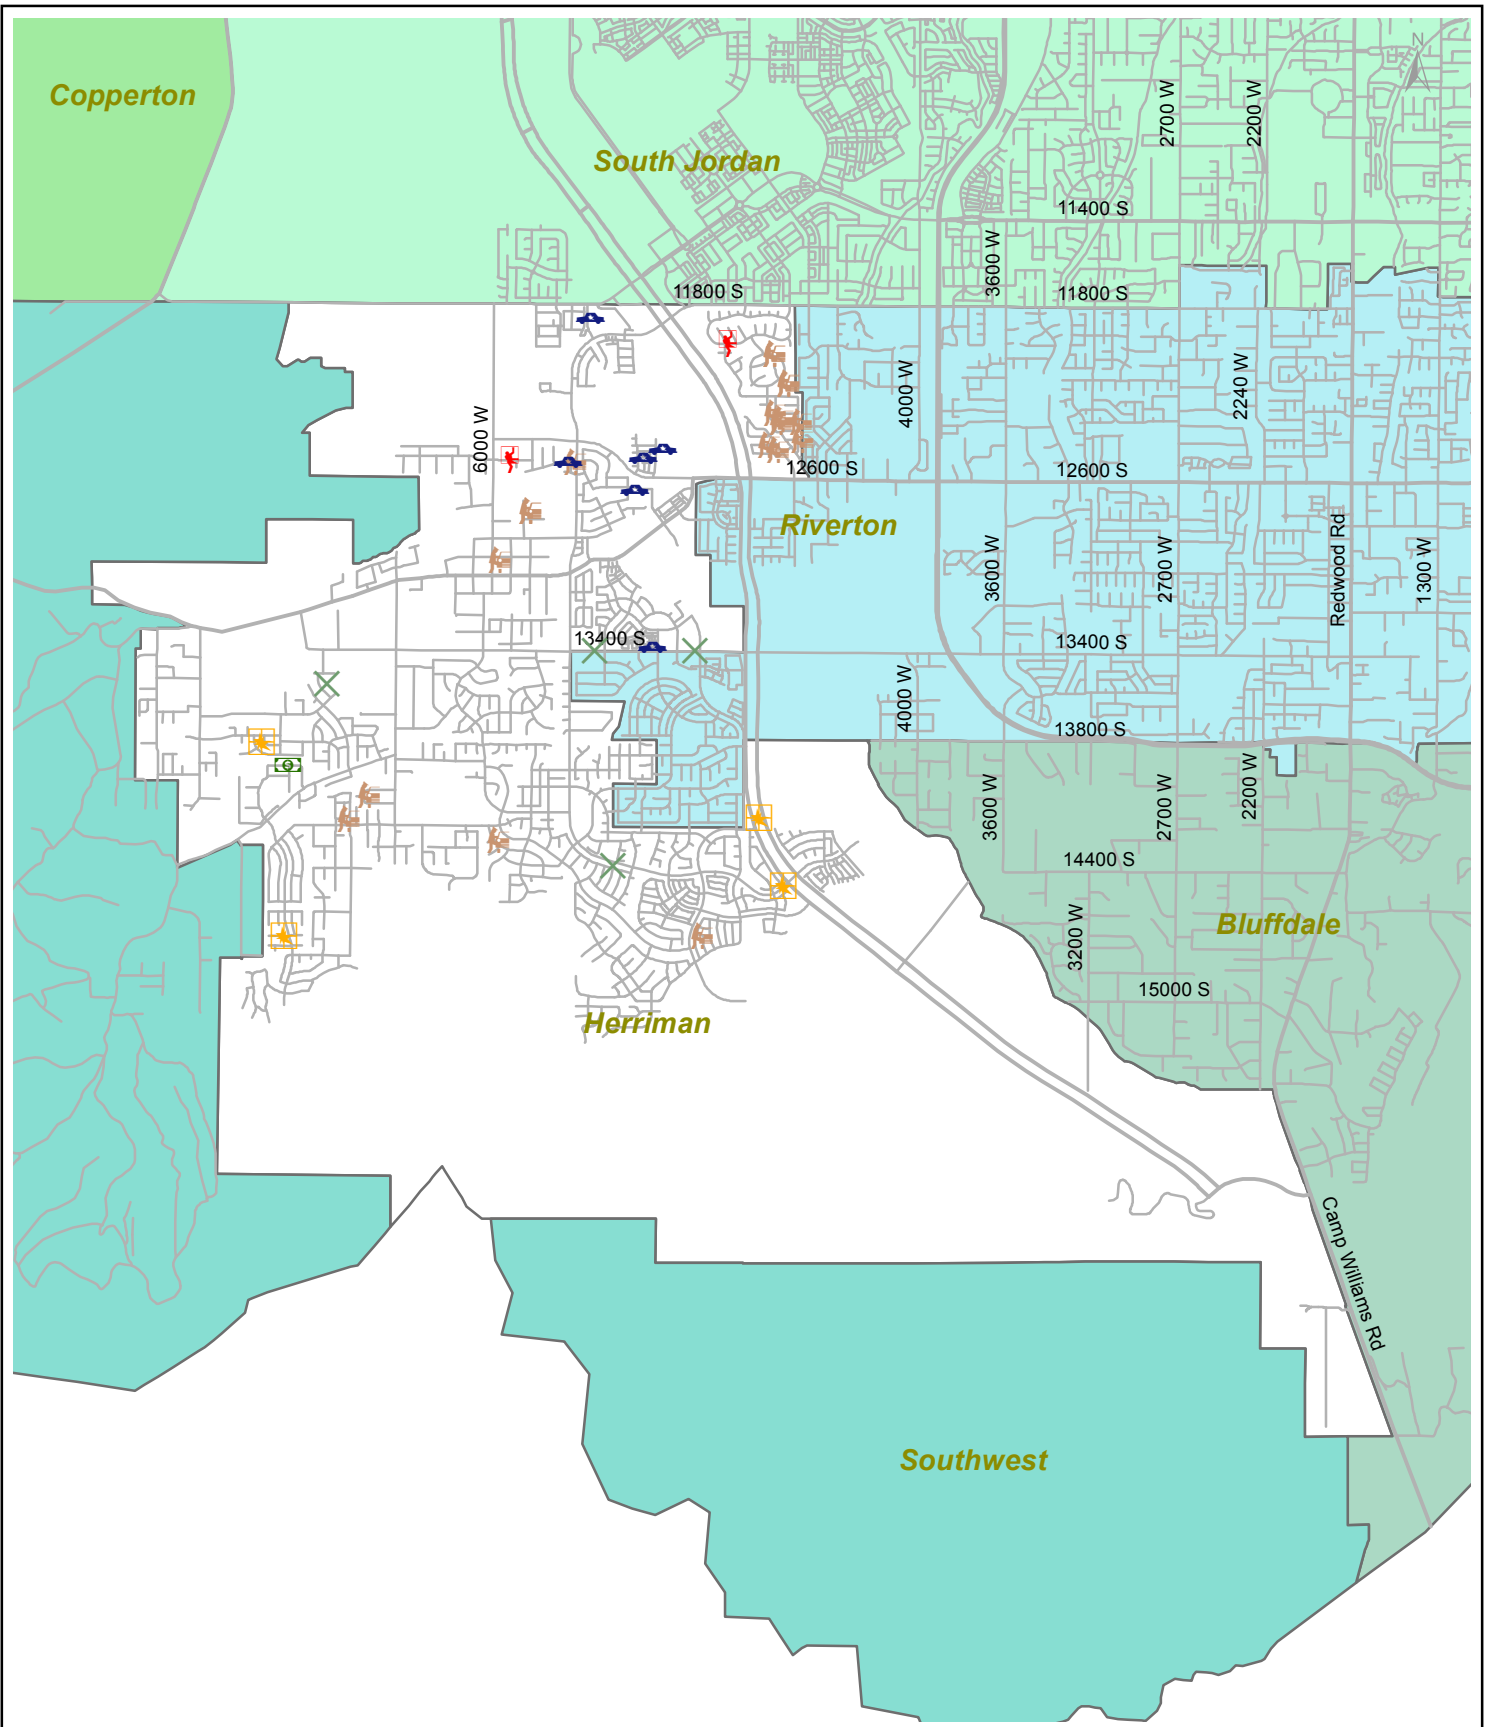 N
Copperton
2700 W
2200 W
South Jordan
11400 S
3600 W
11800 S
11800 S
4000 W
2240 W
6000 W
12600 S
12600 S
Riverton
Redwood Rd
3600 W
2700 W
1300 W
13400 S
13400 S
4000 W
13800 S
3600 W
2700 W
2200 W
14400 S
3200 W
Bluffdale
15000 S
Herriman
Camp Williams Rd
Southwest